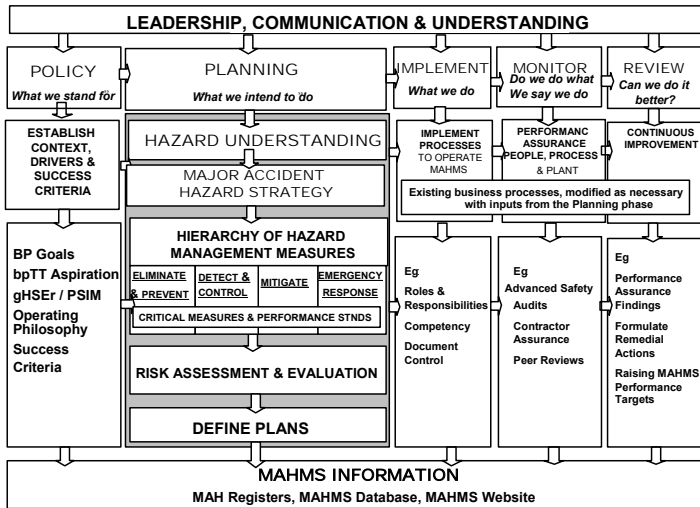 LEADERSHIP, COMMUNICATION & UNDERSTANDING
POLICY
What we stand for
PLANNING
What we intend to do
IMPLEMENT
What we do
MONITOR
Do we do what
We say we do
REVIEW
Can we do it
better?
ESTABLISH
CONTEXT,
DRIVERS &
SUCCESS
CRITERIA
HAZARD UNDERSTANDING
MAJOR ACCIDENT
HAZARD STRATEGY
IMPLEMENT
PROCESSES
TO OPERATE
MAHMS
PERFORMANC
ASSURANCE
PEOPLE, PROCESS
& PLANT
CONTINUOUS
IMPROVEMENT
Existing business processes, modified as necessary
with inputs from the Planning phase
BP Goals
bpTT Aspiration
gHSEr / PSIM
Operating
Philosophy
Success
Criteria
HIERARCHY OF HAZARD
MANAGEMENT MEASURES
ELIMINATE
& PREVENT
DETECT &
CONTROL
MITIGATE
EMERGENCY
RESPONSE
CRITICAL MEASURES & PERFORMANCE STNDS
RISK ASSESSMENT & EVALUATION
DEFINE PLANS
Eg
Roles &
Responsibilities
Competency
Document
Control
Eg
Advanced Safety
Audits
Contractor
Assurance
Peer Reviews
Eg
Performance
Assurance
Findings
Formulate
Remedial
Actions
Raising MAHMS
Performance
Targets
MAHMS INFORMATION
MAH Registers, MAHMS Database, MAHMS Website